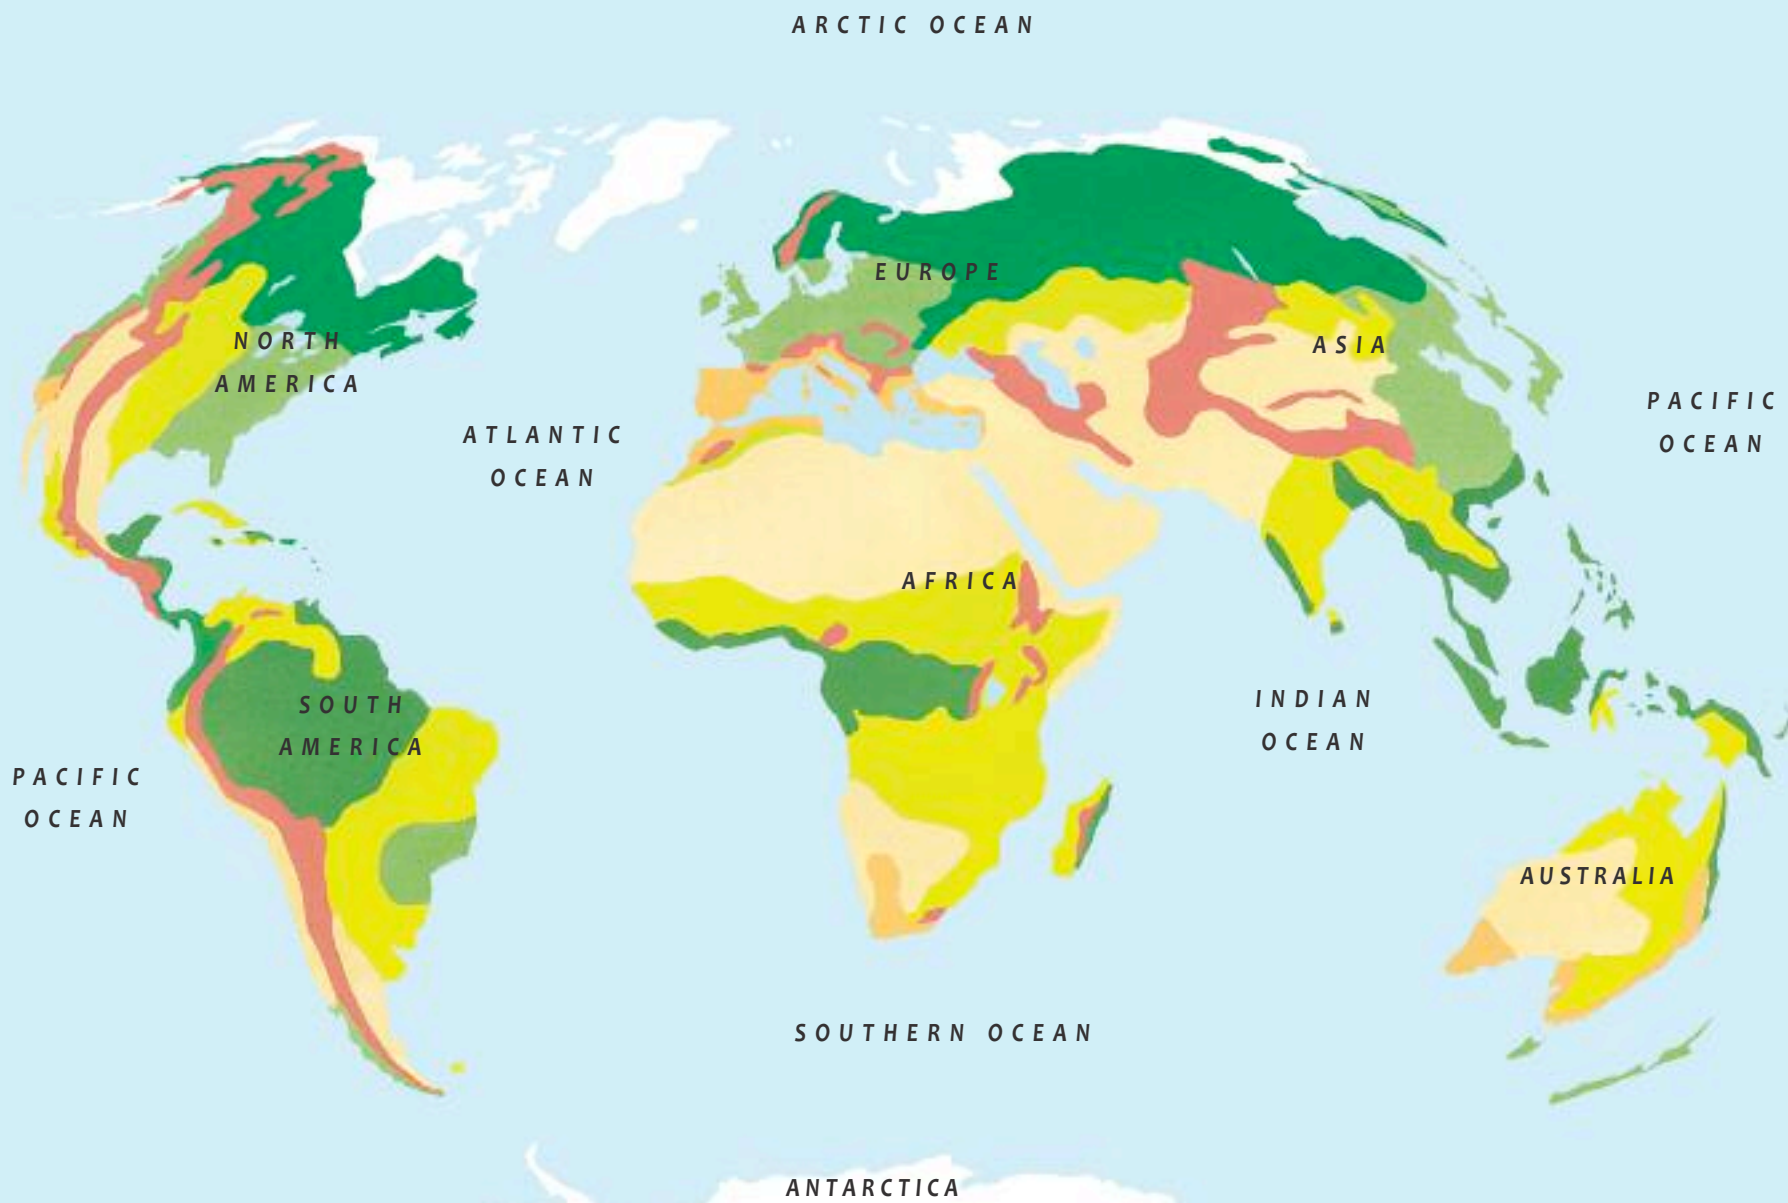 ARCTIC OCEAN
EUROPE
NORTH
AMERICA
ASIA
ATLANTIC
OCEAN
PACIFIC
OCEAN
AFRICA
SOUTH
AMERICA
INDIAN
OCEAN
PACIFIC
OCEAN
AUSTRALIA
SOUTHERN OCEAN
ANTARCTICA